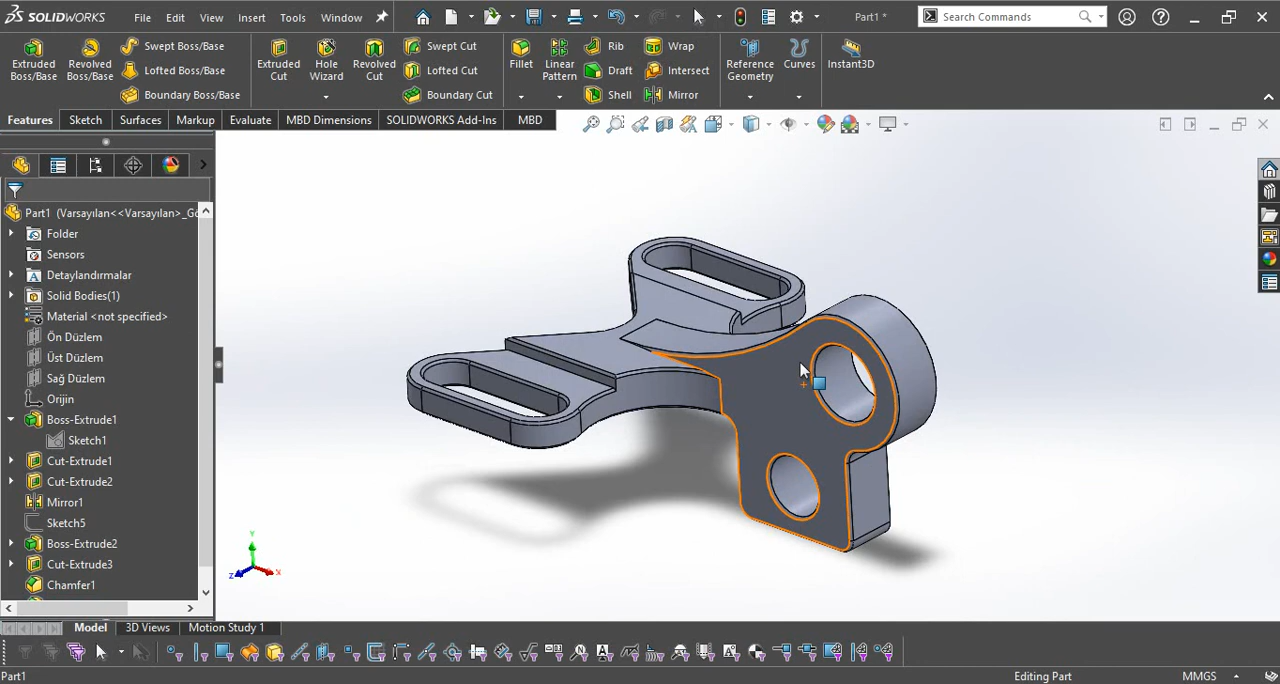 SOLIDWORKS File Edit View Insert Tools Window Part1 * Search Commands
Extruded Boss/Base
Revolved Boss/Base
Swept Boss/Base
Lofted Boss/Base
Boundary Boss/Base
Extruded Cut
Hole Wizard
Revolved Cut
Swept Cut
Lofted Cut
Boundary Cut
Fillet
Linear Pattern
Rib
Draft
Shell
Wrap
Intersect
Mirror
Reference Geometry
Curves
Instant3D
Features Sketch Surfaces Markup Evaluate MBD Dimensions SOLIDWORKS Add-Ins MBD
Part1 (Varsayılan<<Varsayılan>_Gö
Folder
Sensors
Detaylandırmalar
Solid Bodies(1)
Material <not specified>
Ön Düzlem
Üst Düzlem
Sağ Düzlem
Orijin
Boss-Extrude1
Sketch1
Cut-Extrude1
Cut-Extrude2
Mirror1
Sketch5
Boss-Extrude2
Cut-Extrude3
Chamfer1
Y
Z X
Model 3D Views Motion Study 1
Part1 Editing Part MMGS